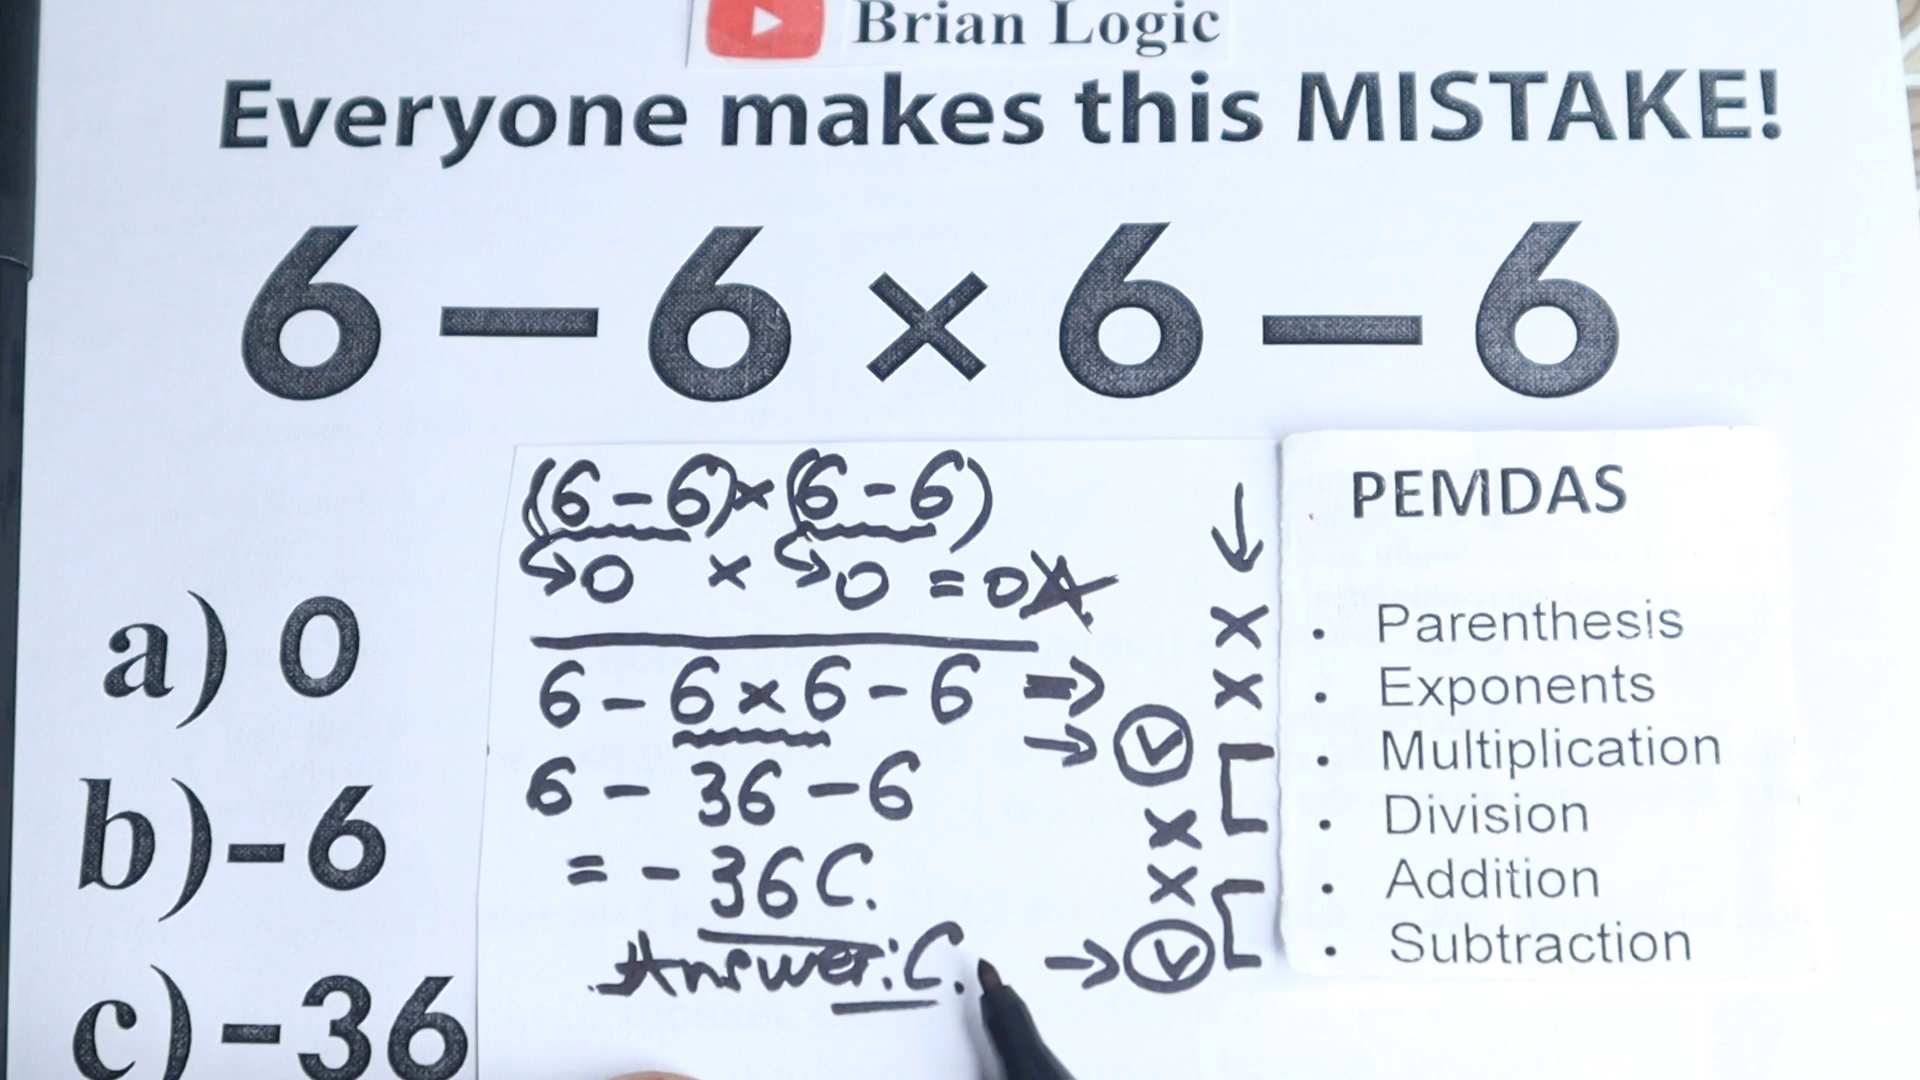 Brian Logic
Everyone makes this MISTAKE!
6 − 6 × 6 − 6
(6 − 6) × (6 − 6)
0 × 0 = 0
6 − 6 × 6 − 6 ⇒
6 − 36 − 6
= − 36 C.
Answer: C.
a) 0
b) −6
c) −36
PEMDAS
• Parenthesis
• Exponents
• Multiplication
• Division
• Addition
• Subtraction